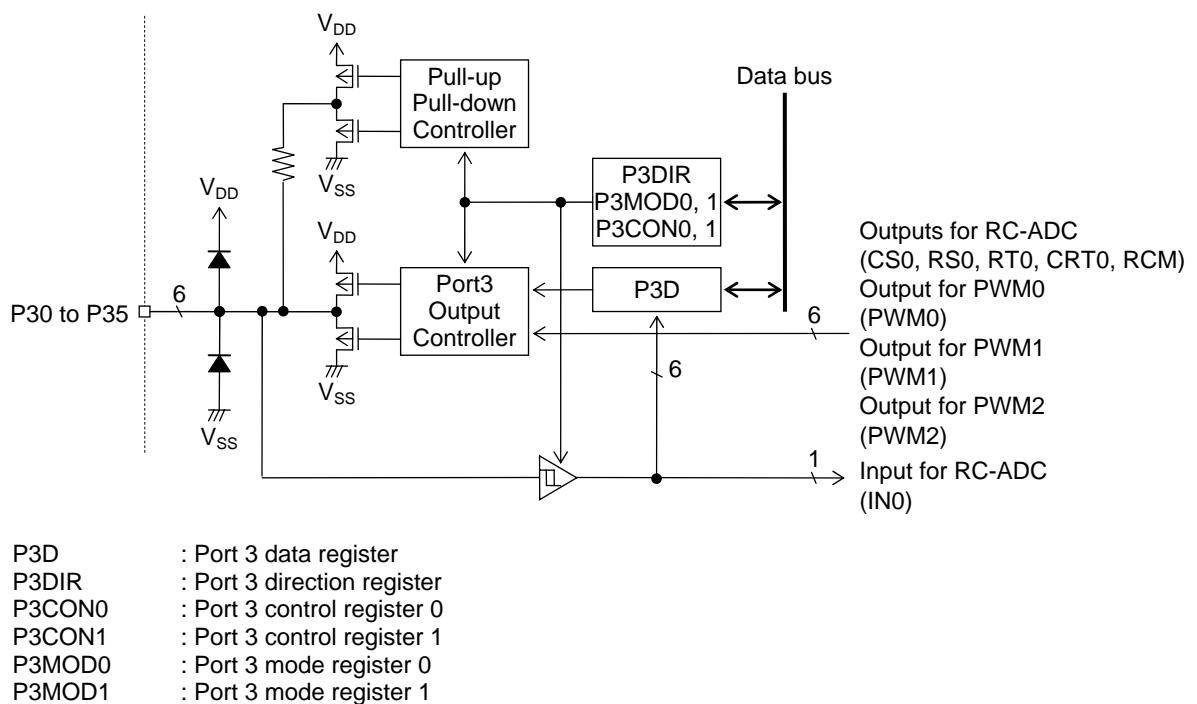 VDD
Pull-up
Pull-down
Controller
Data bus
VSS
VDD
P3DIR
P3MOD0, 1
P3CON0, 1
VDD
Outputs for RC-ADC
(CS0, RS0, RT0, CRT0, RCM)
Output for PWM0
(PWM0)
Output for PWM1
(PWM1)
Output for PWM2
(PWM2)
P30 to P35
6
Port3
Output
Controller
P3D
6
6
VSS
VSS
1
Input for RC-ADC
(IN0)
P3D : Port 3 data register
P3DIR : Port 3 direction register
P3CON0 : Port 3 control register 0
P3CON1 : Port 3 control register 1
P3MOD0 : Port 3 mode register 0
P3MOD1 : Port 3 mode register 1